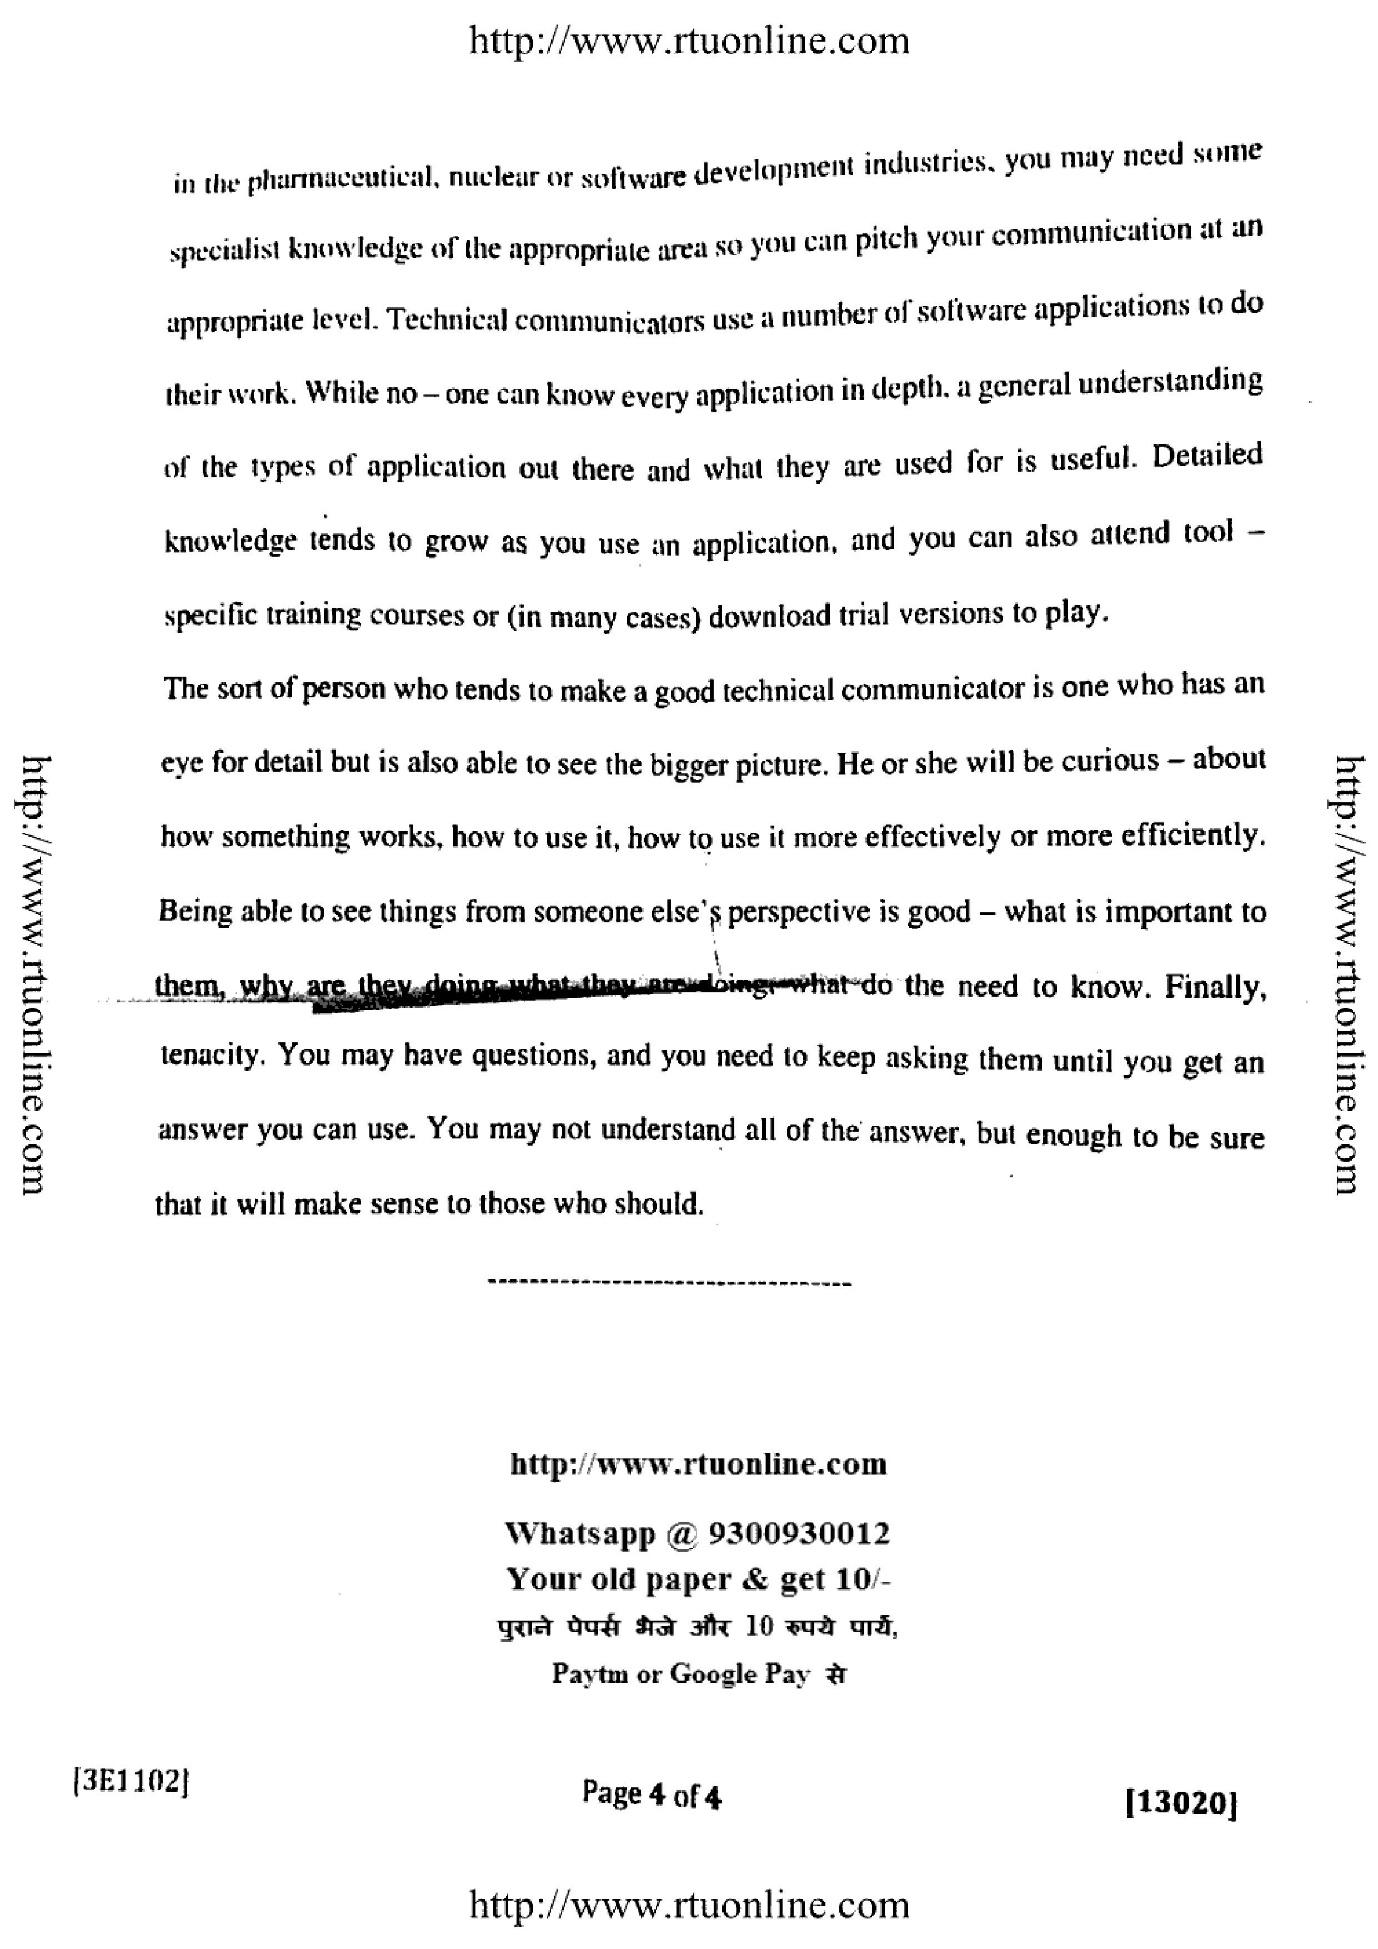 http://www.rtuonline.com
in the pharmaceutical, nuclear or software development industries, you may need some
specialist knowledge of the appropriate area so you can pitch your communication at an
appropriate level. Technical communicators use a number of software applications to do
their work. While no – one can know every application in depth, a general understanding
of the types of application out there and what they are used for is useful. Detailed
knowledge tends to grow as you use an application, and you can also attend tool –
specific training courses or (in many cases) download trial versions to play.
The sort of person who tends to make a good technical communicator is one who has an
eye for detail but is also able to see the bigger picture. He or she will be curious – about
how something works, how to use it, how to use it more effectively or more efficiently.
Being able to see things from someone else's perspective is good – what is important to
them, why are they doing what they are doing, what do the need to know. Finally,
tenacity. You may have questions, and you need to keep asking them until you get an
answer you can use. You may not understand all of the answer, but enough to be sure
that it will make sense to those who should.
-----------------------------------
http://www.rtuonline.com
http://www.rtuonline.com
http://www.rtuonline.com
Whatsapp @ 9300930012
Your old paper & get 10/-
पुराने पेपर्स भेजे और 10 रुपये पायें,
Paytm or Google Pay से
[3E1102]
Page 4 of 4
[13020]
http://www.rtuonline.com